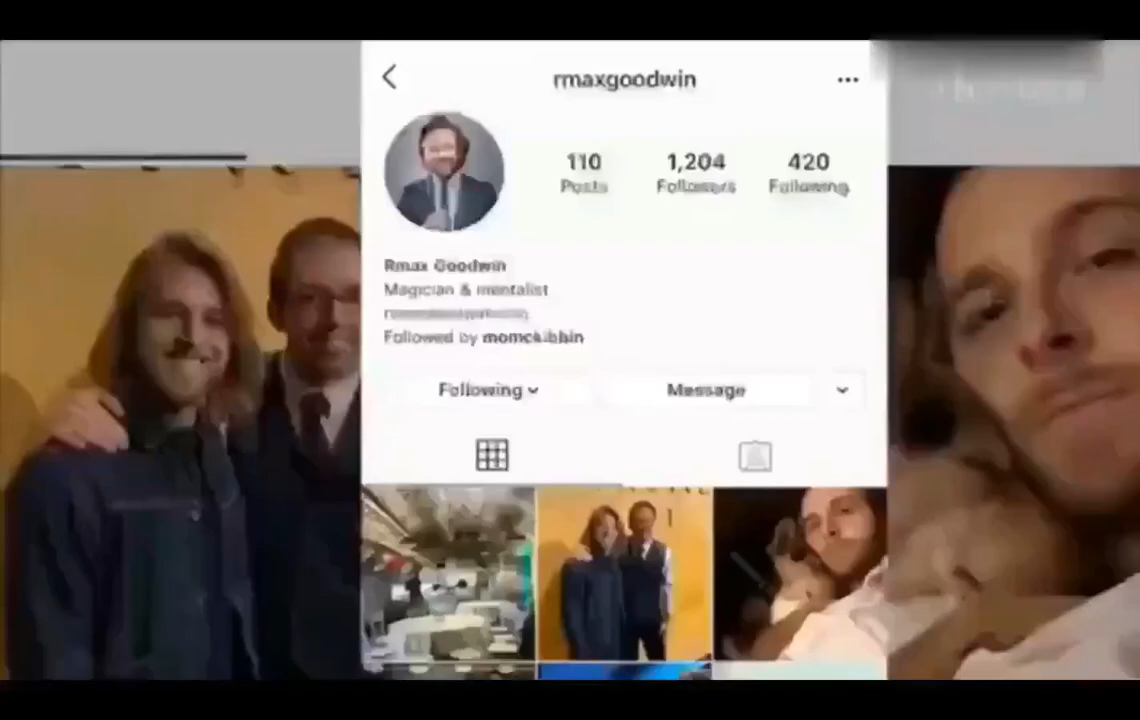 rmaxgoodwin
110
1,204
420
Posts
Followers
Following
Rmax Goodwin
Magician & mentalist
Followed by momckibbin
Following
Message